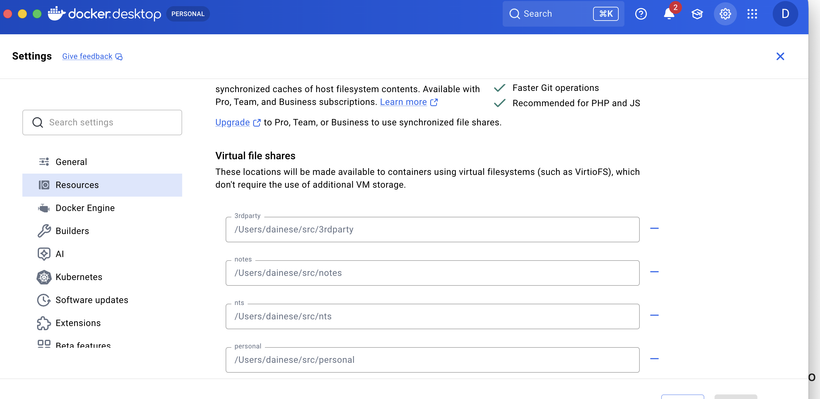 docker.desktop PERSONAL Search ⌘K 2 D
Settings Give feedback
synchronized caches of host filesystem contents. Available with
Pro, Team, and Business subscriptions. Learn more
Faster Git operations
Recommended for PHP and JS
Upgrade to Pro, Team, or Business to use synchronized file shares.
Search settings
General
Resources
Docker Engine
Builders
AI
Kubernetes
Software updates
Extensions
Beta features
Virtual file shares
These locations will be made available to containers using virtual filesystems (such as VirtioFS), which
don't require the use of additional VM storage.
3rdparty
/Users/dainese/src/3rdparty
notes
/Users/dainese/src/notes
nts
/Users/dainese/src/nts
personal
/Users/dainese/src/personal
o